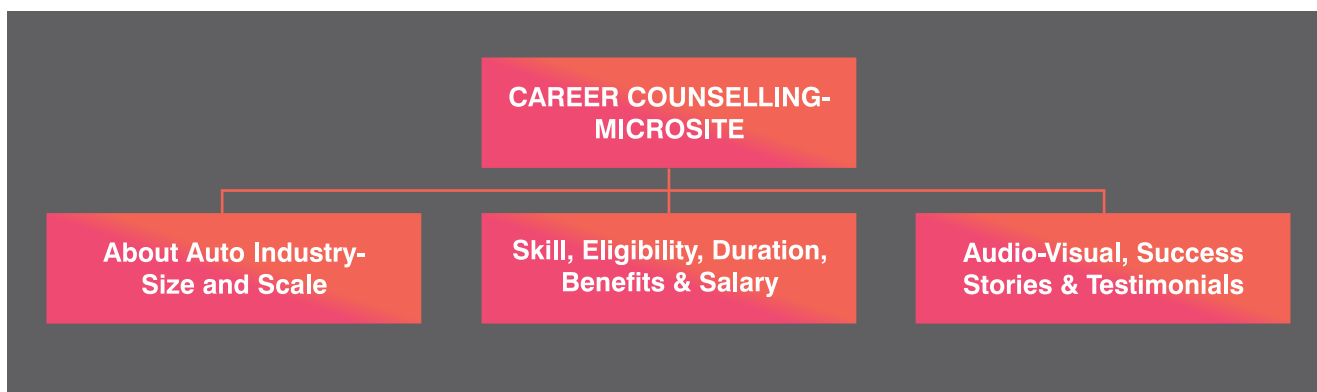 CAREER COUNSELLING-
MICROSITE
About Auto Industry-
Size and Scale
Skill, Eligibility, Duration,
Benefits & Salary
Audio-Visual, Success
Stories & Testimonials